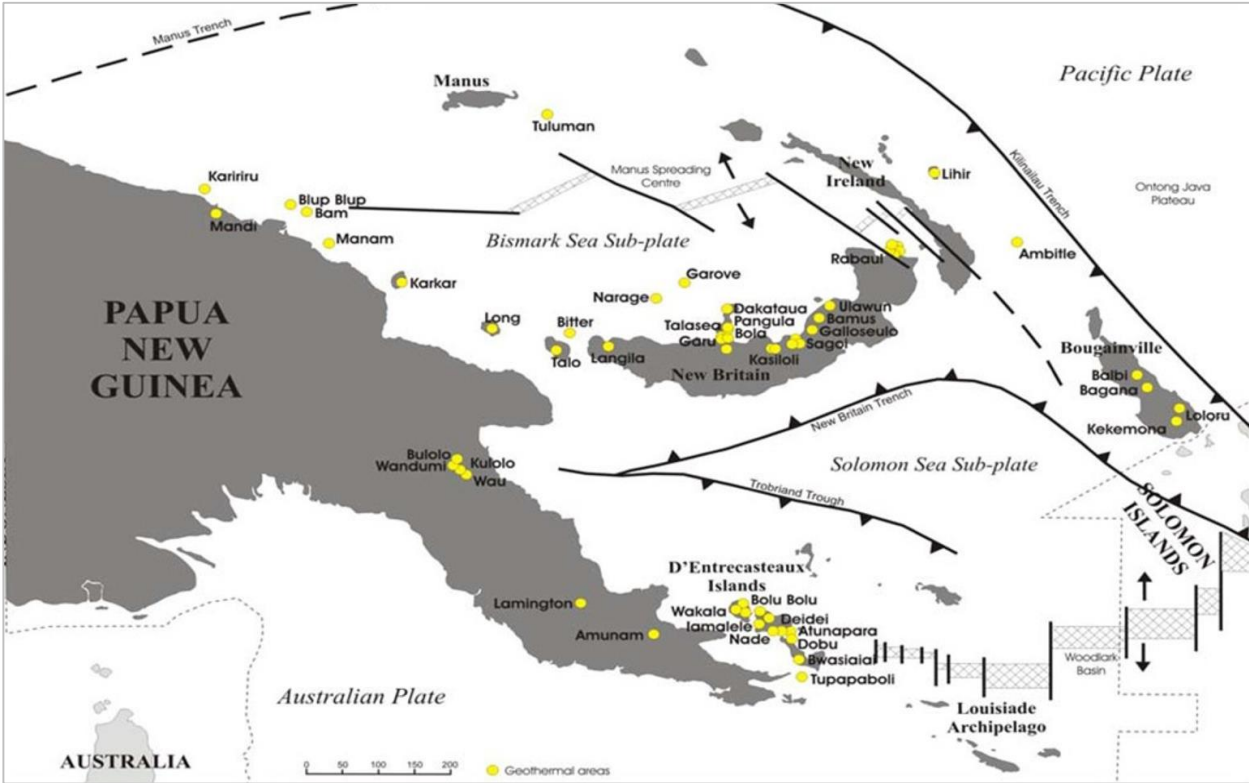 Manus Trench
Manus
Pacific Plate
Tuluman
Manus Spreading
Centre
New
Ireland
Kilinailau Trench
Lihir
Ontong Java
Plateau
Kaririru
Mandi
Blup Blup
Bam
Manam
Bismark Sea Sub-plate
Rabaul
Ambitle
Karkar
Garove
Narage
Long
Bitter
Talo
Langila
Dakataua
Talasea
Pangula
Bola
Garu
Ulawun
Bamus
Galloseulo
Sagoi
Kasiloli
New Britain
PAPUA
NEW
GUINEA
Bougainville
Balbi
Bagana
Loloru
Kekemona
New Britain Trench
Solomon Sea Sub-plate
Bulolo
Wandumi
Kulolo
Wau
Trobriand Trough
SOLOMON
ISLANDS
D'Entrecasteaux
Islands
Lamington
Amunam
Bolu Bolu
Wakala
Iamalele
Deidei
Nade
Atunapara
Dobu
Bwasiaiai
Tupapaboli
Woodlark
Basin
Louisiade
Archipelago
Australian Plate
AUSTRALIA
0 50 100 150 200
Geothermal areas